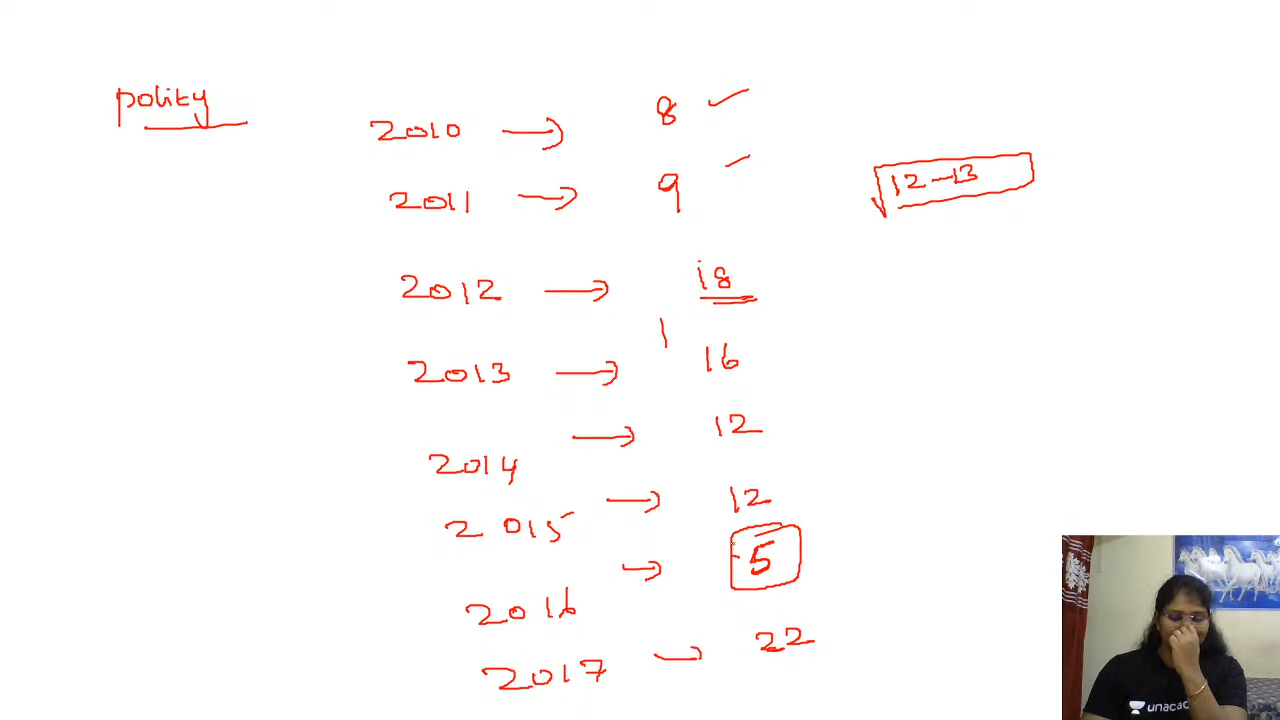 polity
2010 → 8 ✓
2011 → 9
12-13
2012 → 18
2013 → 16
2014 → 12
2015 → 12
2016 → 5
2017 → 22
unaca